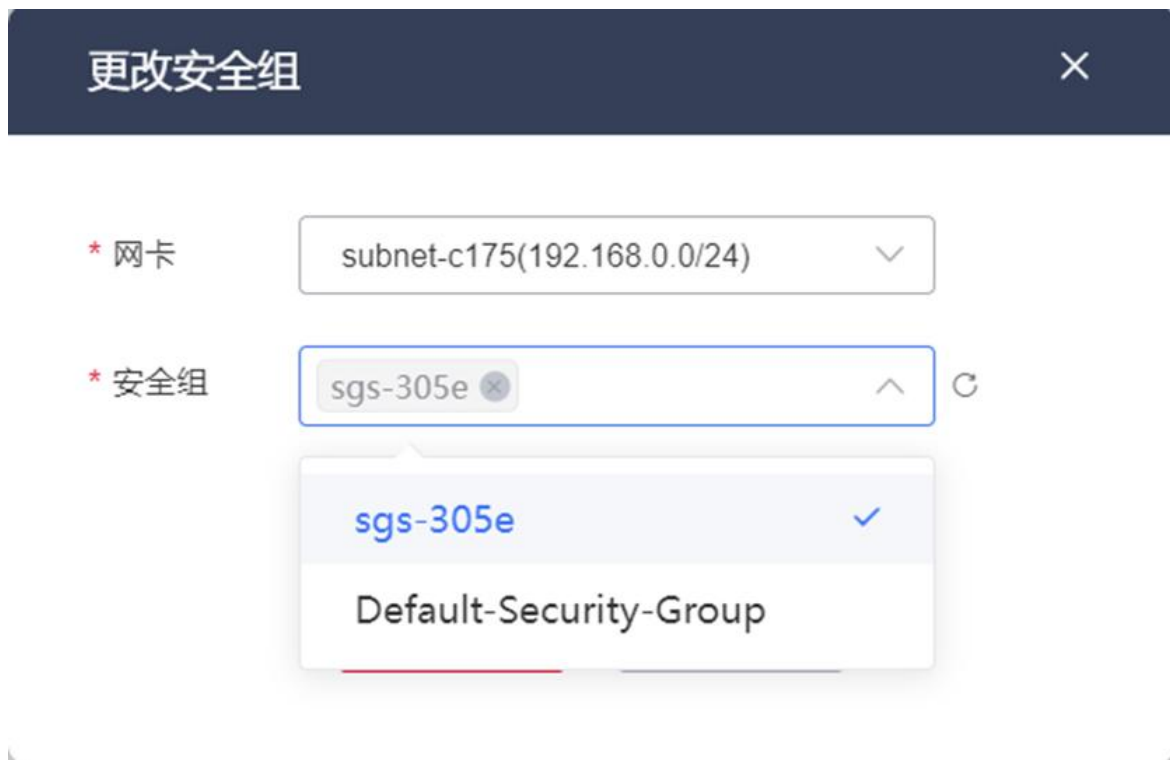 更改安全组
* 网卡 subnet-c175(192.168.0.0/24)
* 安全组 sgs-305e
sgs-305e
Default-Security-Group